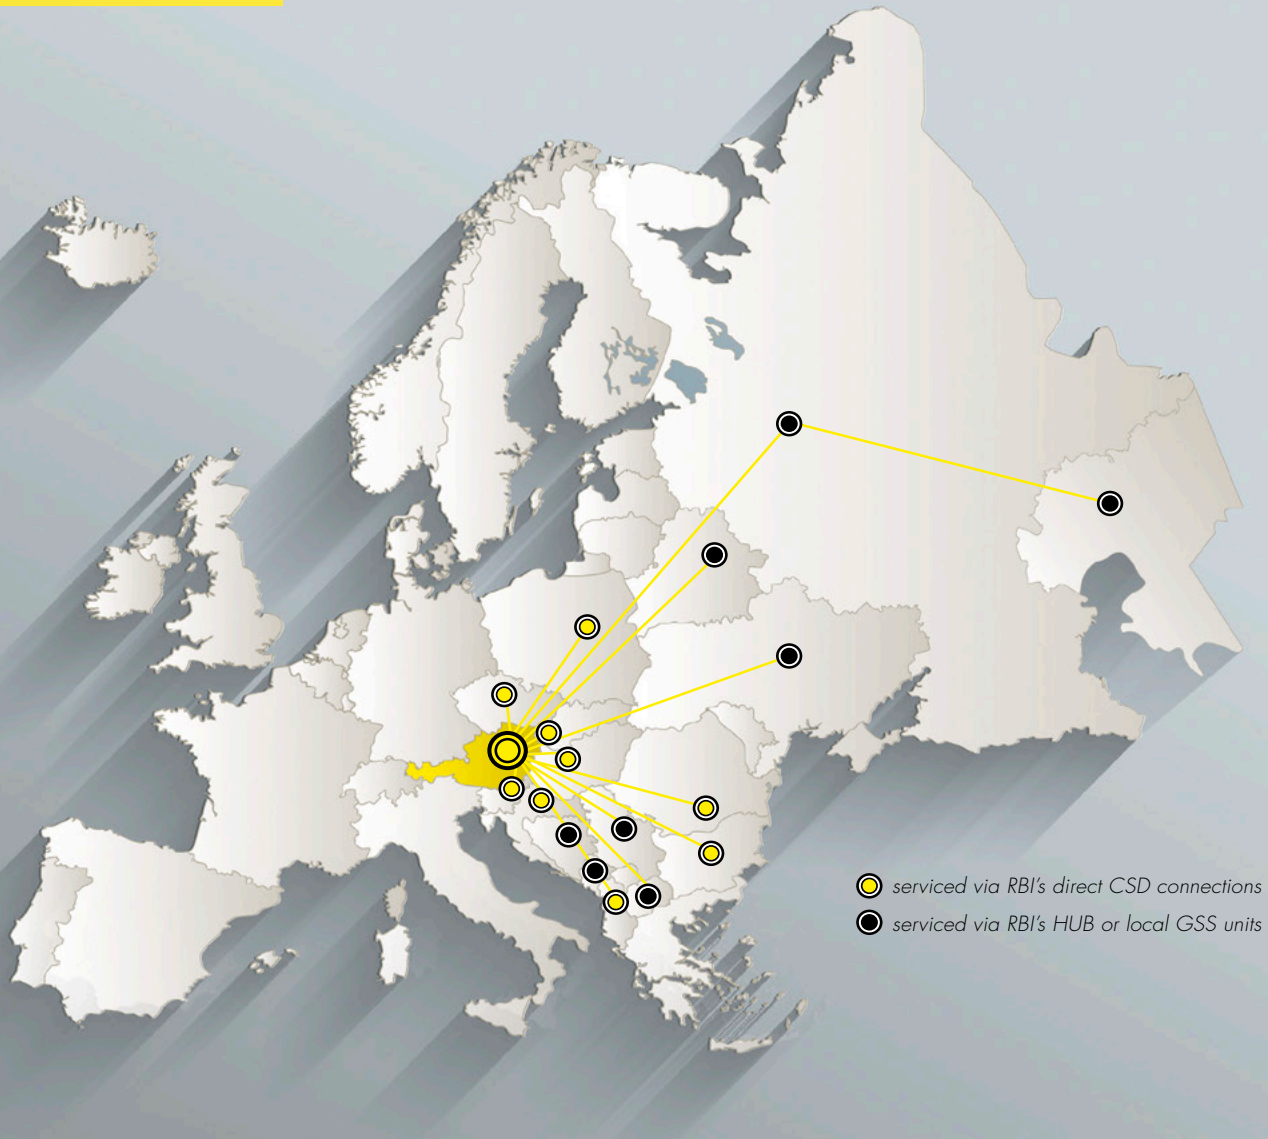 serviced via RBI's direct CSD connections
serviced via RBI's HUB or local GSS units